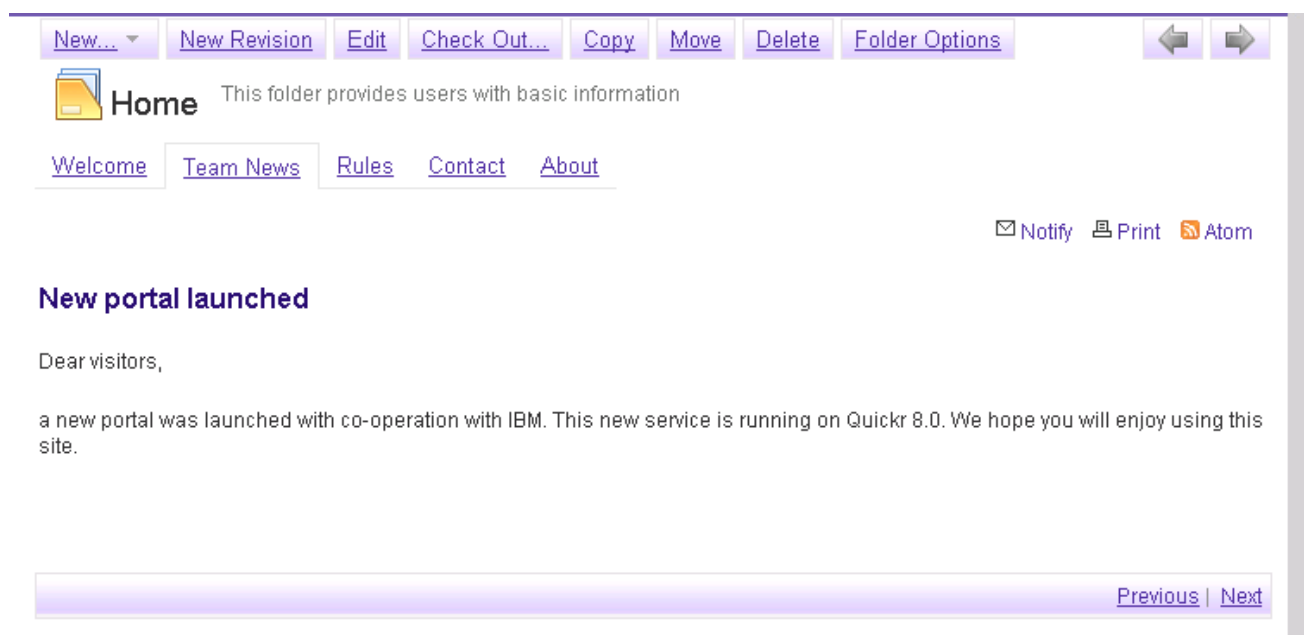 New... New Revision Edit Check Out... Copy Move Delete Folder Options
Home This folder provides users with basic information
Welcome Team News Rules Contact About
Notify Print Atom
New portal launched
Dear visitors,
a new portal was launched with co-operation with IBM. This new service is running on Quickr 8.0. We hope you will enjoy using this
site.
Previous | Next